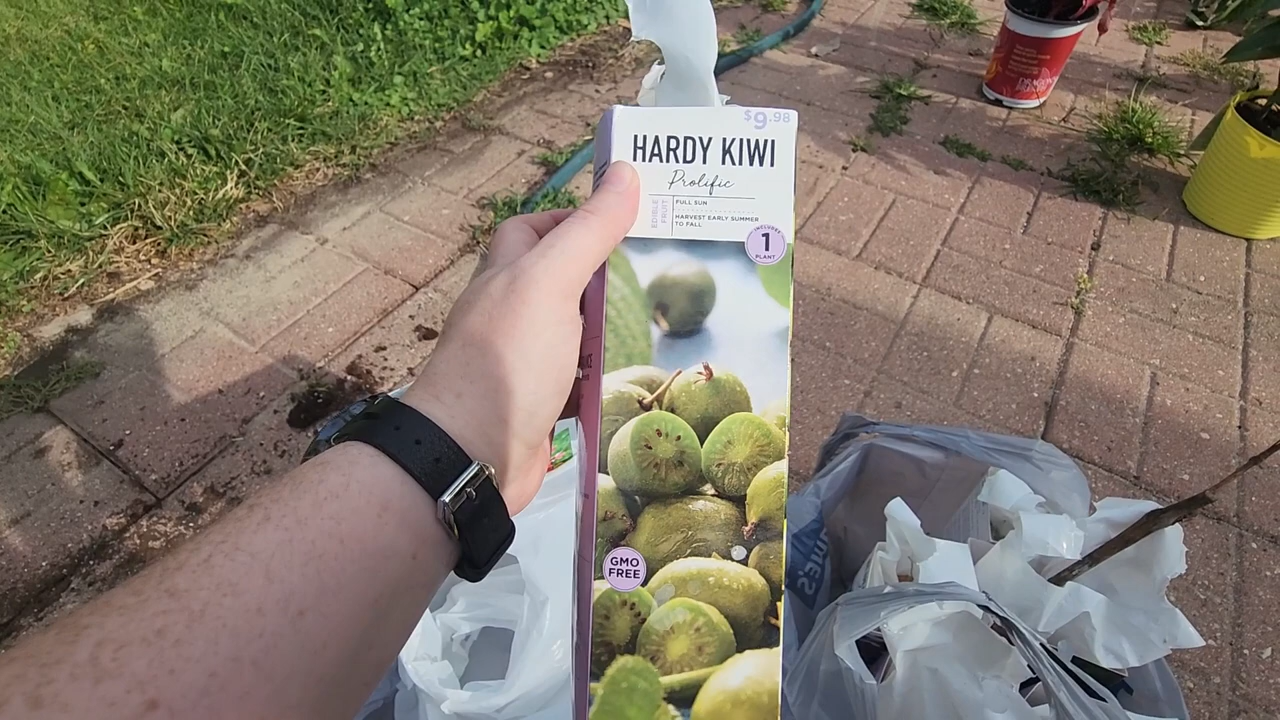 $9.98
HARDY KIWI
Prolific
EDIBLE
FRUIT
FULL SUN
HARVEST EARLY SUMMER
TO FALL
INCLUDES
1
PLANT
GMO
FREE
DRAGON